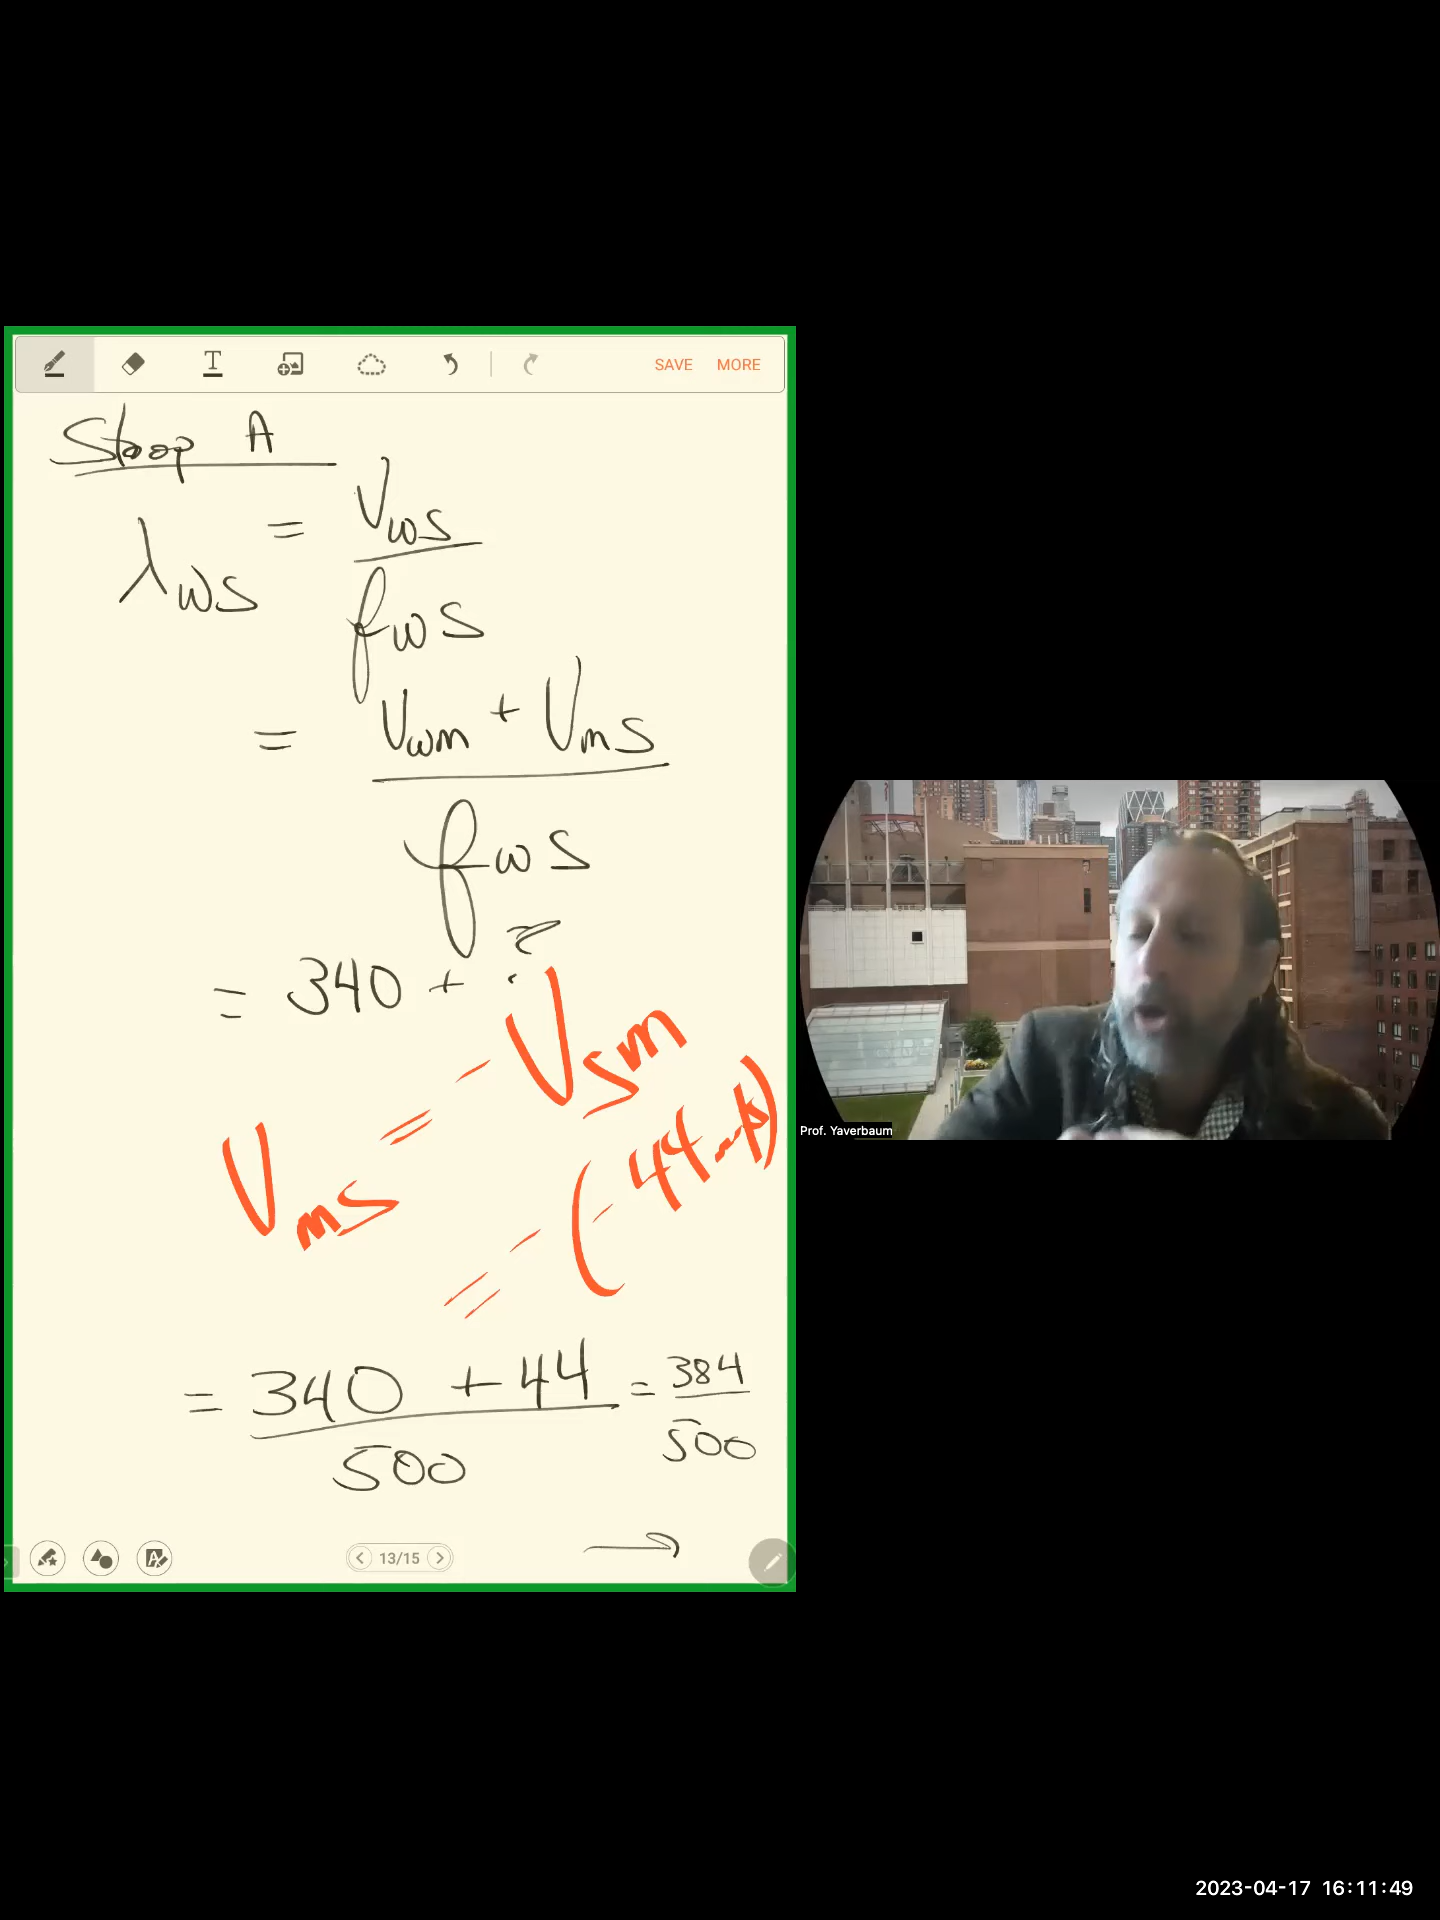 SAVE MORE
Stoop A
λws = Vws
fws
= Vwm + Vms
fws
= 340 + ?
Vms = - Vsm
= - (-44 m/s)
= 340 + 44 = 384
500 500
→
13/15
Prof. Yaverbaum
2023-04-17 16:11:49